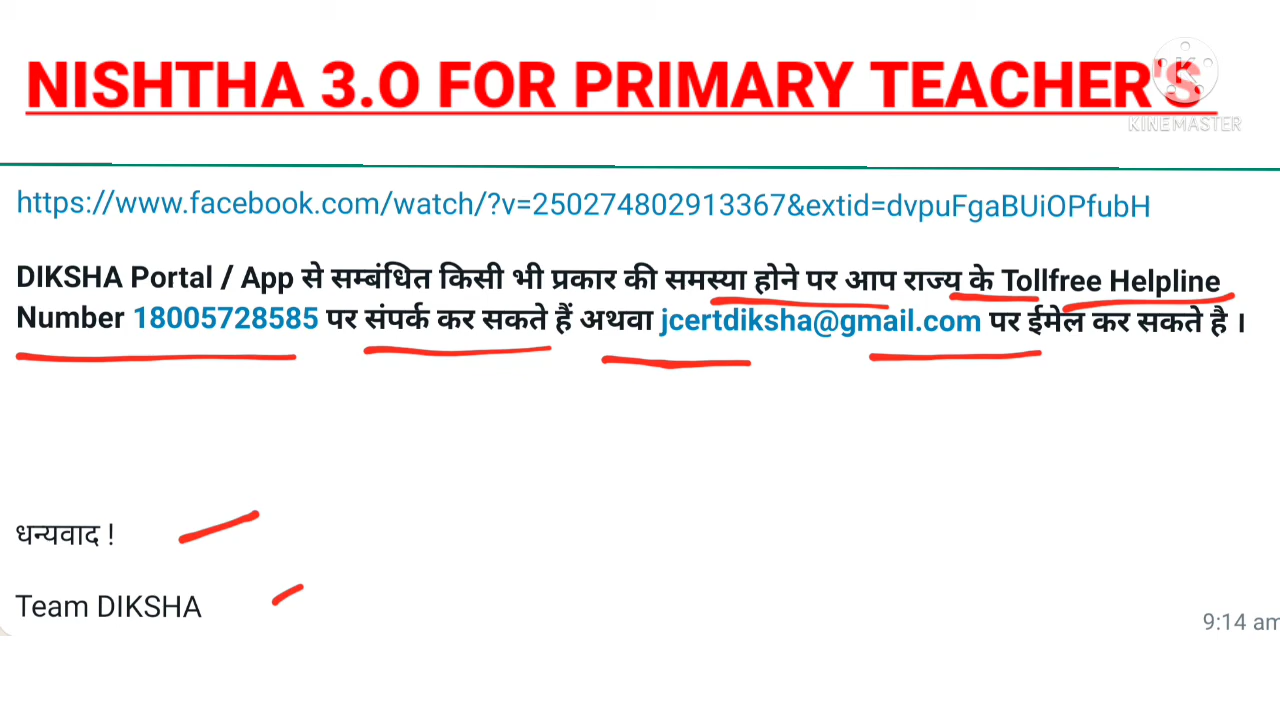 NISHTHA 3.O FOR PRIMARY TEACHER'S
KINEMASTER
https://www.facebook.com/watch/?v=250274802913367&extid=dvpuFgaBUiOPfubH
DIKSHA Portal / App से सम्बंधित किसी भी प्रकार की समस्या होने पर आप राज्य के Tollfree Helpline
Number 18005728585 पर संपर्क कर सकते हैं अथवा jcertdiksha@gmail.com पर ईमेल कर सकते है ।
धन्यवाद !
Team DIKSHA
9:14 am